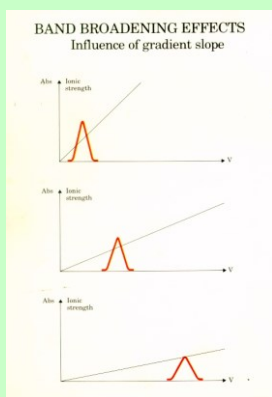 BAND BROADENING EFFECTS
Influence of gradient slope
Abs Ionic
strength
V
Abs Ionic
strength
V
Abs Ionic
strength
V